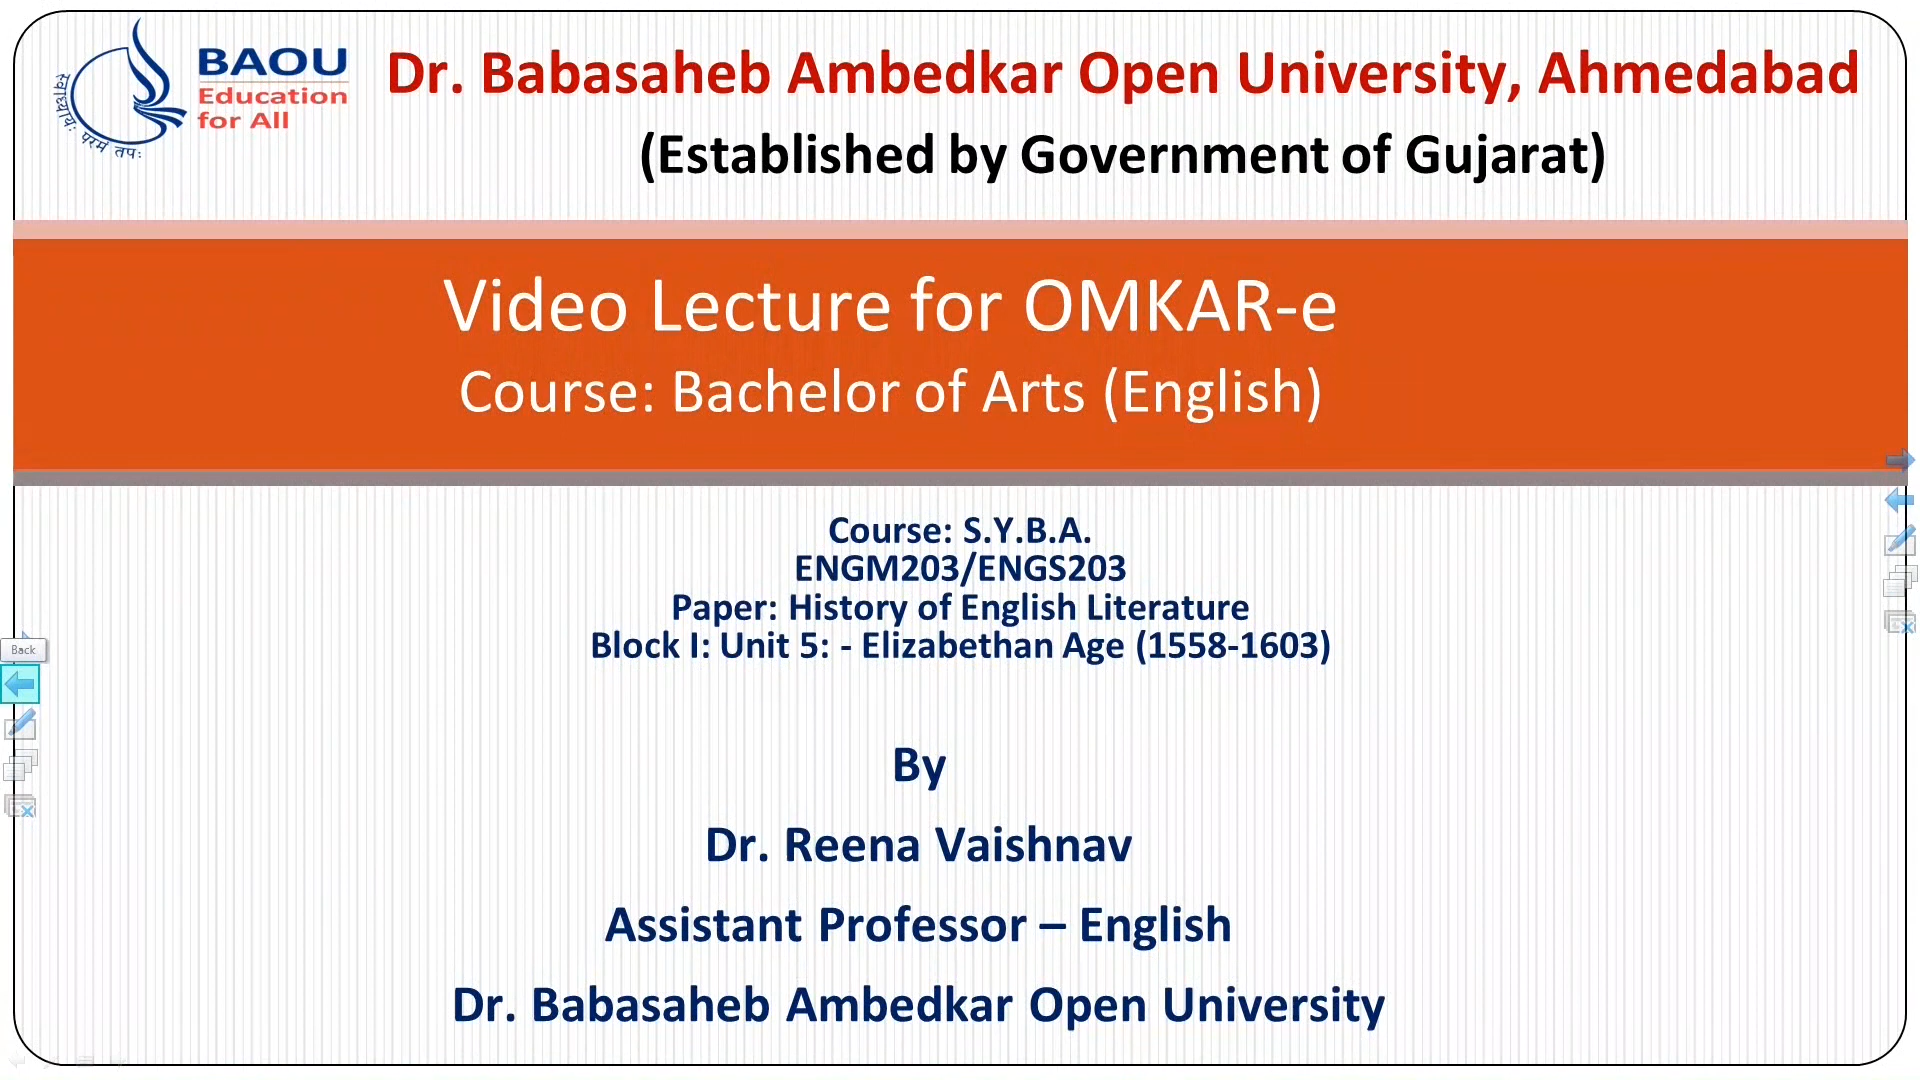 स्वाध्यायः परमं तपः
BAOU
Education
for All
Dr. Babasaheb Ambedkar Open University, Ahmedabad
(Established by Government of Gujarat)
Video Lecture for OMKAR-e
Course: Bachelor of Arts (English)
Course: S.Y.B.A.
ENGM203/ENGS203
Paper: History of English Literature
Block I: Unit 5: - Elizabethan Age (1558-1603)
Back
By
Dr. Reena Vaishnav
Assistant Professor – English
Dr. Babasaheb Ambedkar Open University